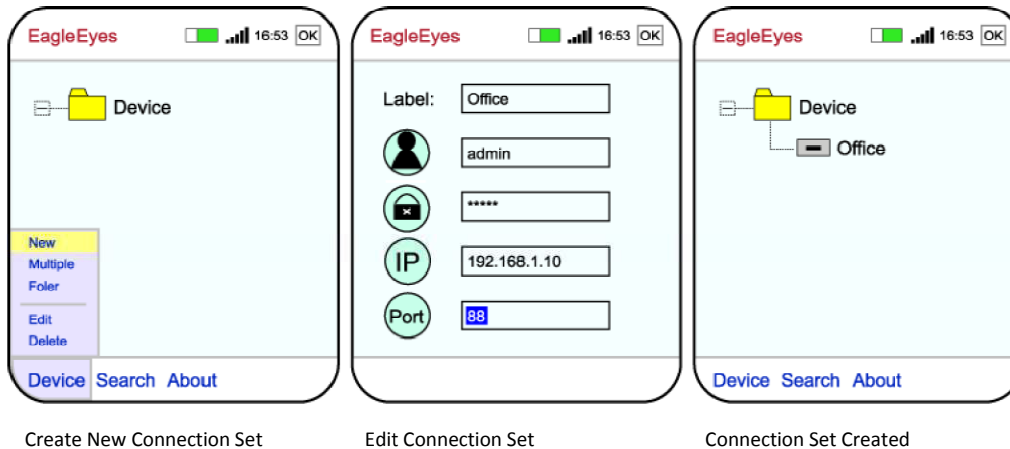 EagleEyes 16:53 OK
Device
New
Multiple
Foler
Edit
Delete
Device Search About
Create New Connection Set
EagleEyes 16:53 OK
Label: Office
admin
*****
IP 192.168.1.10
Port 88
Edit Connection Set
EagleEyes 16:53 OK
Device
Office
Device Search About
Connection Set Created